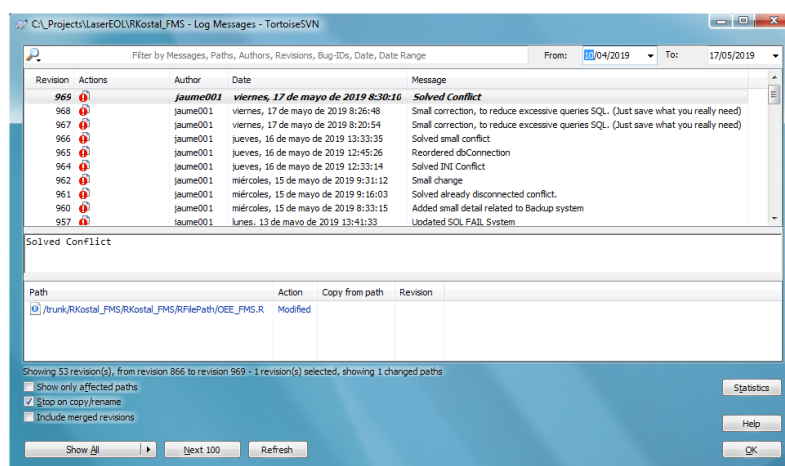 C:\_Projects\LaserEOL\RKostal_FMS - Log Messages - TortoiseSVN
Filter by Messages, Paths, Authors, Revisions, Bug-IDs, Date, Date Range From: 10/04/2019 To: 17/05/2019
Revision Actions Author Date Message
969 jaume001 viernes, 17 de mayo de 2019 8:30:10 Solved Conflict
968 jaume001 viernes, 17 de mayo de 2019 8:26:48 Small correction, to reduce excessive queries SQL. (Just save what you really need)
967 jaume001 viernes, 17 de mayo de 2019 8:20:54 Small correction, to reduce excessive queries SQL. (Just save what you really need)
966 jaume001 jueves, 16 de mayo de 2019 13:33:35 Solved small conflict
965 jaume001 jueves, 16 de mayo de 2019 12:45:26 Reordered dbConnection
964 jaume001 jueves, 16 de mayo de 2019 12:33:14 Solved INI Conflict
962 jaume001 miércoles, 15 de mayo de 2019 9:31:12 Small change
961 jaume001 miércoles, 15 de mayo de 2019 9:16:03 Solved already disconnected conflict.
960 jaume001 miércoles, 15 de mayo de 2019 8:33:15 Added small detail related to Backup system
957 jaume001 lunes, 13 de mayo de 2019 13:41:33 Updated SQL FAIL System
Solved Conflict
Path Action Copy from path Revision
/trunk/RKostal_FMS/RKostal_FMS/RFilePath/OEE_FMS.R Modified
Showing 53 revision(s), from revision 866 to revision 969 - 1 revision(s) selected, showing 1 changed paths
Show only affected paths
Statistics
Stop on copy/rename
Include merged revisions
Help
Show All Next 100 Refresh OK